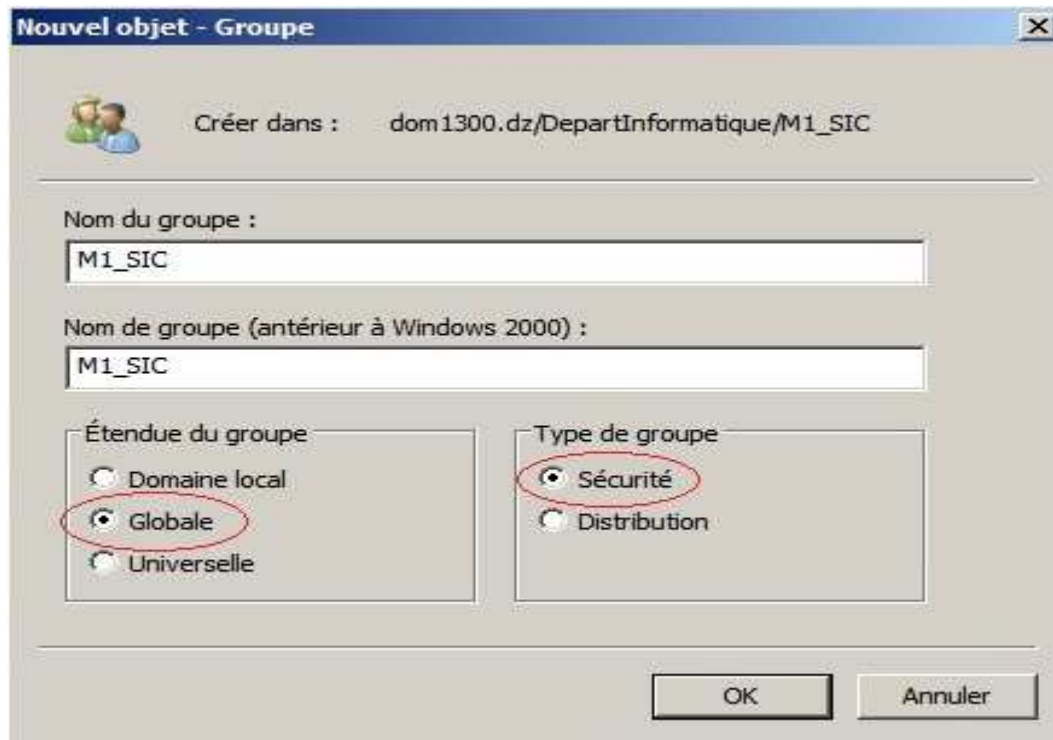 Nouvel objet - Groupe
Créer dans : dom1300.dz/DepartInformatique/M1_SIC
Nom du groupe :
M1_SIC
Nom de groupe (antérieur à Windows 2000) :
M1_SIC
Étendue du groupe
Domaine local
Globale
Universelle
Type de groupe
Sécurité
Distribution
OK
Annuler